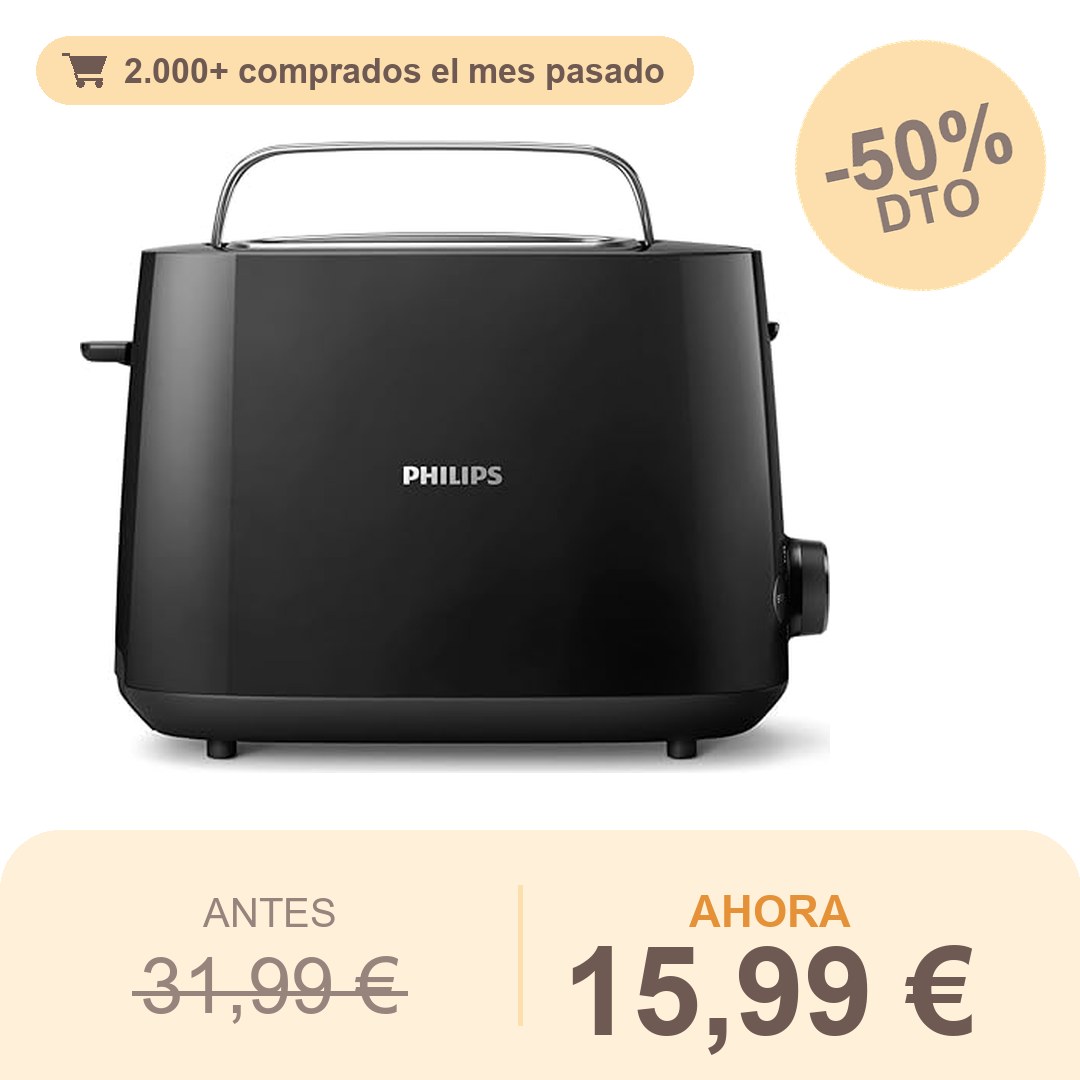 2.000+ comprados el mes pasado
-50%
DTO
PHILIPS
ANTES
31,99 €
AHORA
15,99 €